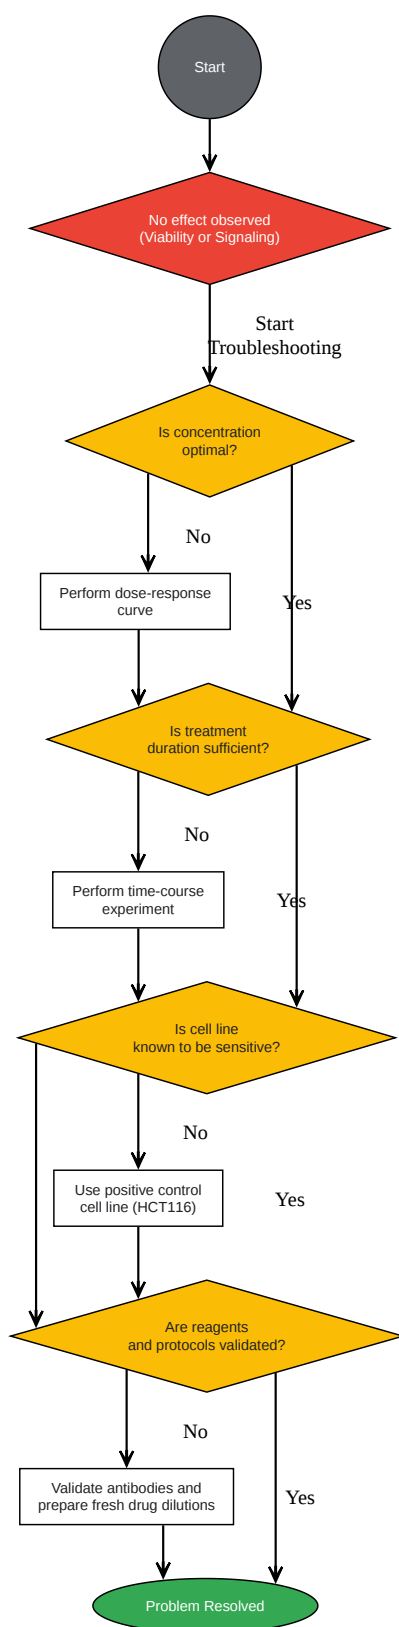 Start
No effect observed
(Viability or Signaling)
Start
Troubleshooting
Is concentration
optimal?
No
Perform dose-response
curve
Yes
Is treatment
duration sufficient?
No
Perform time-course
experiment
Yes
Is cell line
known to be sensitive?
No
Use positive control
cell line (HCT116)
Yes
Are reagents
and protocols validated?
No
Validate antibodies and
prepare fresh drug dilutions
Yes
Problem Resolved